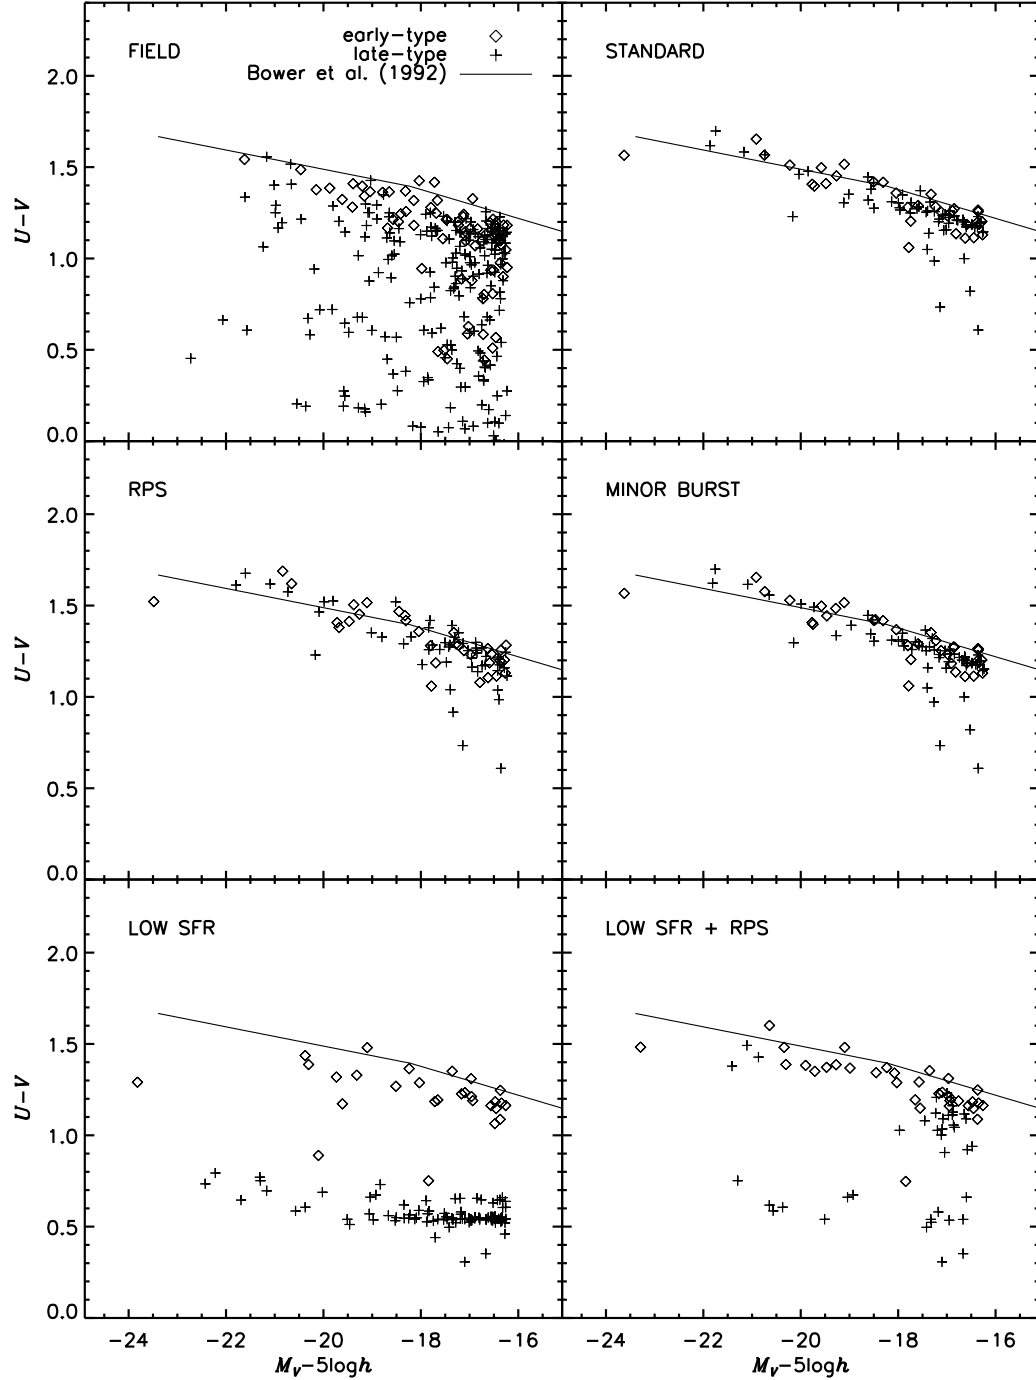 FIELD
early-type
late-type
Bower et al. (1992)
STANDARD
2.0
1.5
1.0
0.5
0.0
U-V
RPS
MINOR BURST
2.0
1.5
1.0
0.5
0.0
U-V
LOW SFR
LOW SFR + RPS
2.0
1.5
1.0
0.5
0.0
U-V
-24 -22 -20 -18 -16
-24 -22 -20 -18 -16
MV-5logh
MV-5logh